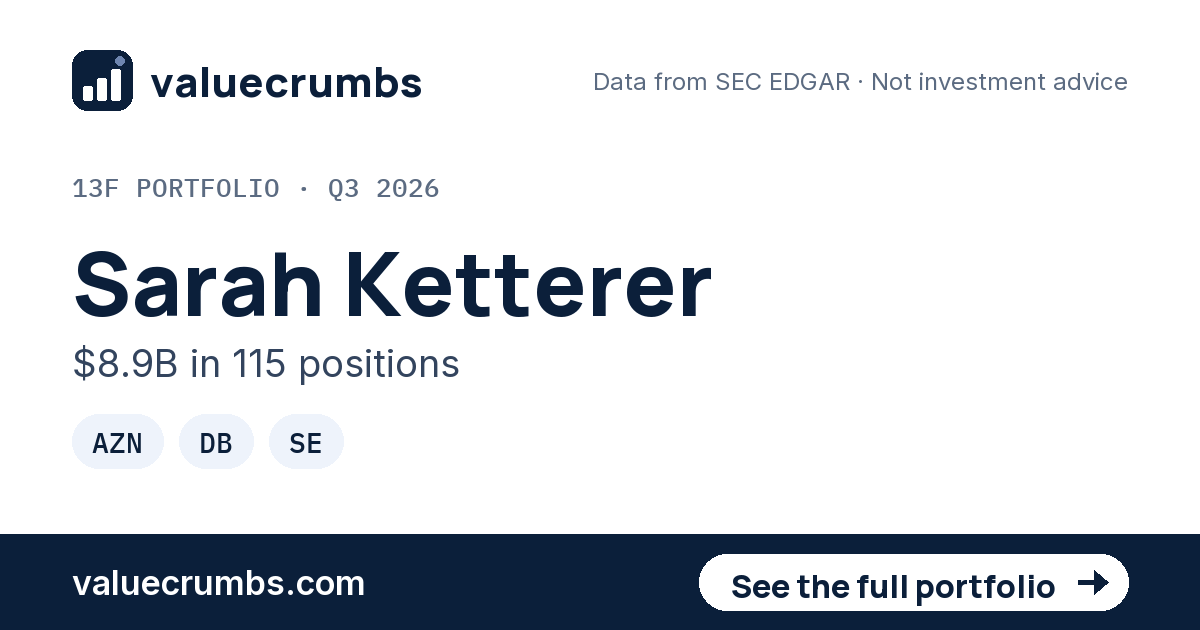 valuecrumbs
Data from SEC EDGAR · Not investment advice
13F PORTFOLIO · Q3 2026
Sarah Ketterer
$8.9B in 115 positions
AZN DB SE
valuecrumbs.com
See the full portfolio →